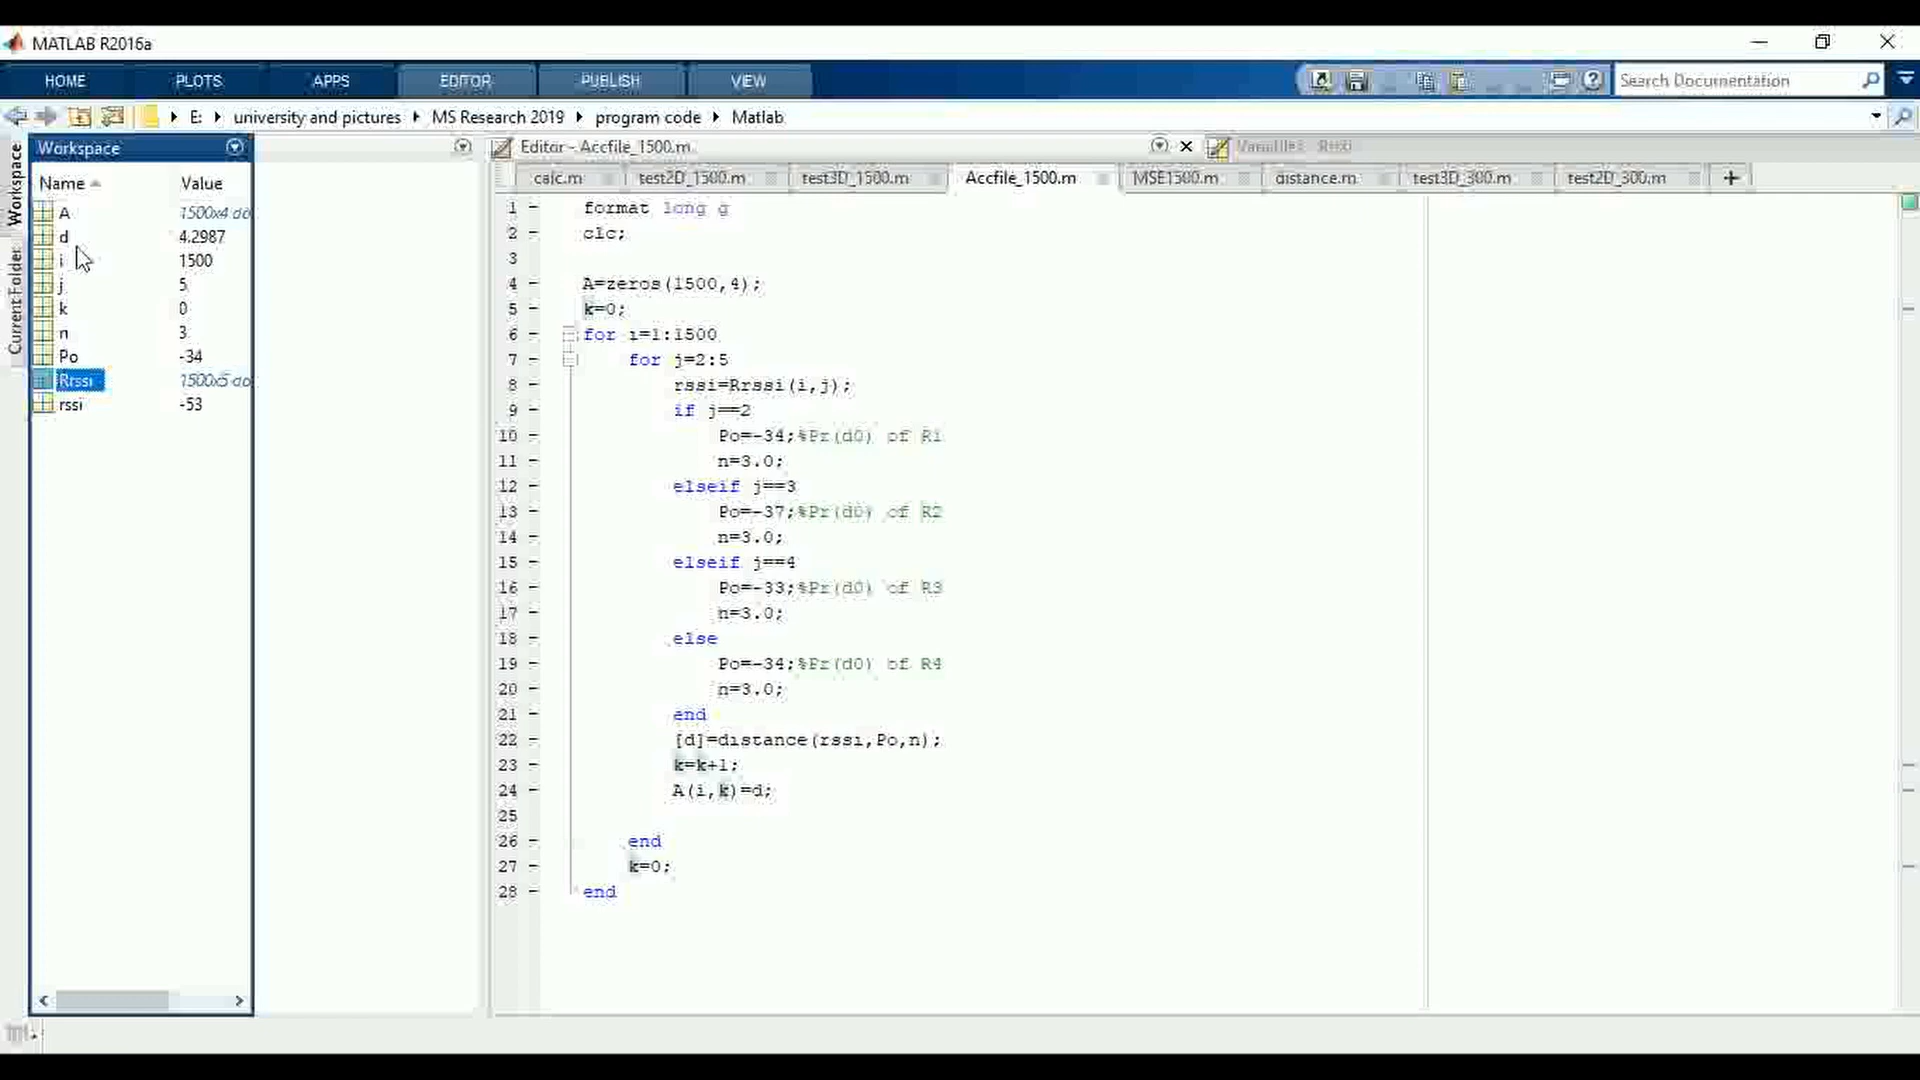 MATLAB R2016a
HOME PLOTS APPS EDITOR PUBLISH VIEW Search Documentation
E: university and pictures MS Research 2019 program code Matlab
Workspace
Current Folder
Workspace
Name Value
A 1500x4 do
d 4.2987
i 1500
j 5
k 0
n 3
Po -34
Rrssi 1500x5 do
rssi -53
Editor - Accfile_1500.m
Variables - Rrssi
calc.m test2D_1500.m test3D_1500.m Accfile_1500.m MSE1500.m distance.m test3D_300.m test2D_300.m +
1 - format long g
2 - clc;
3
4 - A=zeros(1500,4);
5 - k=0;
6 - for i=1:1500
7 - for j=2:5
8 - rssi=Rrssi(i,j);
9 - if j==2
10 - Po=-34;%Pr(d0) of R1
11 - n=3.0;
12 - elseif j==3
13 - Po=-37;%Pr(d0) of R2
14 - n=3.0;
15 - elseif j==4
16 - Po=-33;%Pr(d0) of R3
17 - n=3.0;
18 - else
19 - Po=-34;%Pr(d0) of R4
20 - n=3.0;
21 - end
22 - [d]=distance(rssi,Po,n);
23 - k=k+1;
24 - A(i,k)=d;
25
26 - end
27 - k=0;
28 - end